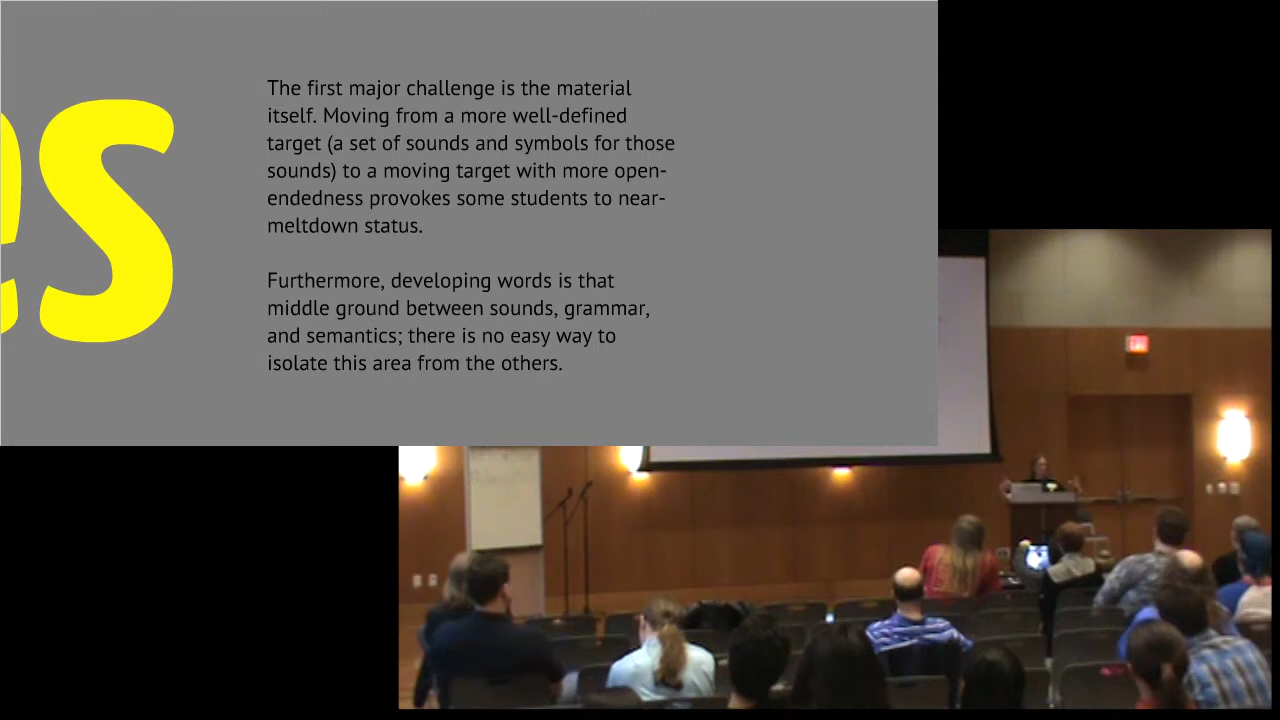 es
The first major challenge is the material
itself. Moving from a more well-defined
target (a set of sounds and symbols for those
sounds) to a moving target with more open-
endedness provokes some students to near-
meltdown status.
Furthermore, developing words is that
middle ground between sounds, grammar,
and semantics; there is no easy way to
isolate this area from the others.